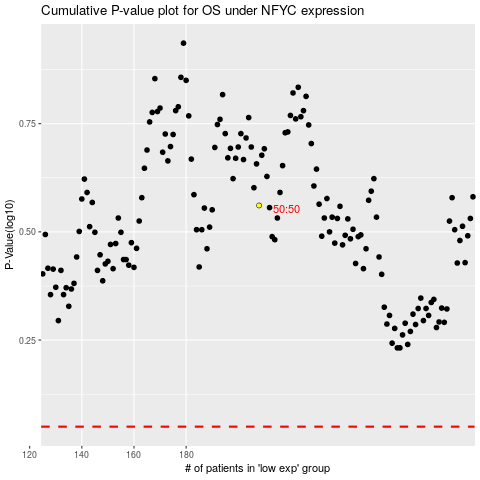 Cumulative P-value plot for OS under NFYC expression
P-Value(log10)
0.75
0.50
0.25
50:50
120 140 160 180
# of patients in 'low exp' group